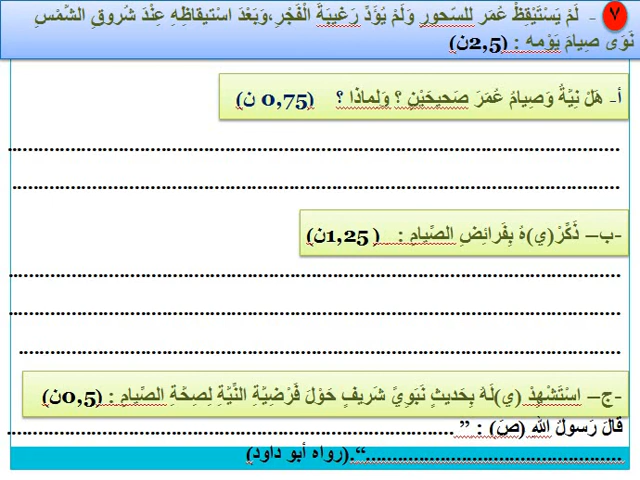 ٧ - لَمْ يَسْتَيْقِظْ عُمَر لِلسّحورِ وَلَمْ يُوَدِّ رَغيبَةَ الْفَجْرِ،وَبَعْدَ اسْتيقاظِهِ عِنْدَ شُروقِ الشّمْسِ
نَوَى صِيامَ يَوْمِه : (2,5ن)
أ- هَلْ نِيَّةُ وَصِيامُ عُمَرَ صَحيحَيْنِ ؟ وَلِماذا ؟ (0,75 ن)
......................................................................
......................................................................
-ب– ذَكِّرْ(ي)هُ بِفَرائِضِ الصِّيامِ : ( 1,25ن)
......................................................................
......................................................................
......................................................................
-ج– اسْتَشْهِدْ (ي)لَهُ بِحَديثٍ نَبَوِيٍّ شَريفٍ حَوْلَ فَرْضِيّةِ النِّيَّةِ لِصِحّةِ الصِّيامِ : (0,5ن)
قالَ رَسولُ اللهِ (صَ) : ” ..................................................
..................................................“.(رواه أبو داود)